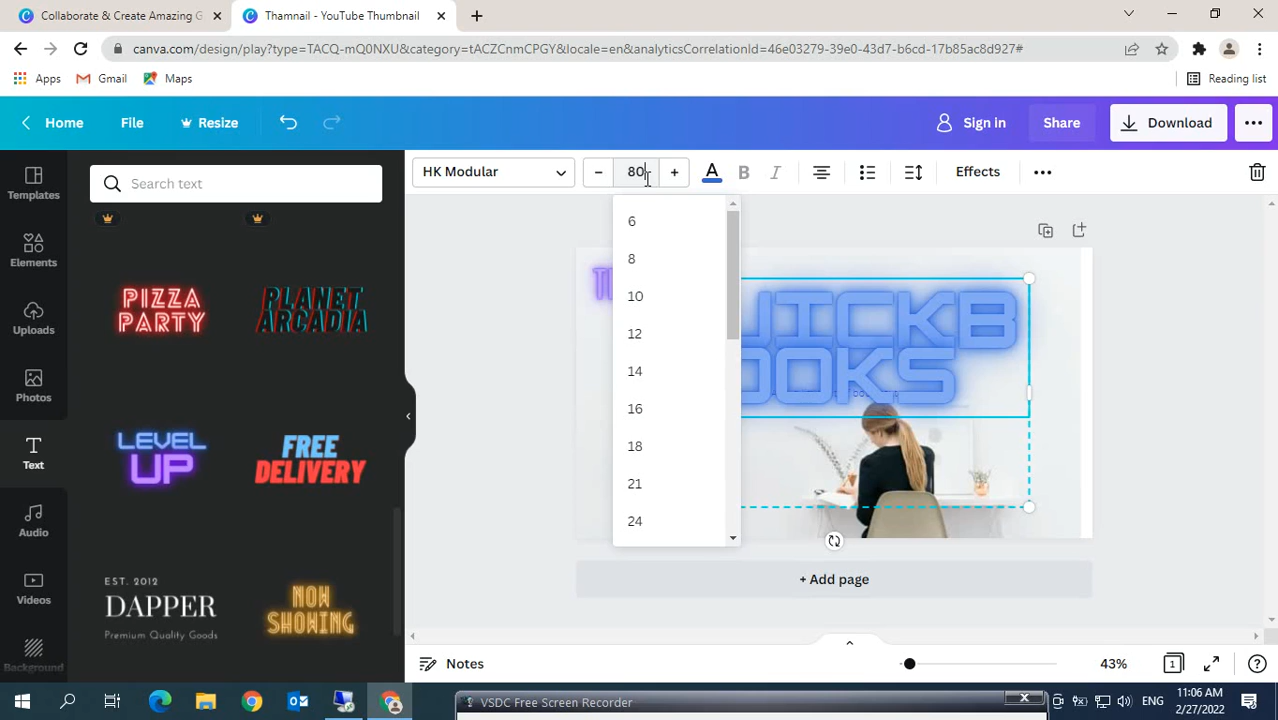 Collaborate & Create Amazing G
Thamnail - YouTube Thumbnail
canva.com/design/play?type=TACQ-mQ0NXU&category=tACZCnmCPGY&locale=en&analyticsCorrelationId=46e03279-39e0-43d7-b6cd-17b85ac8d927#
Apps
Gmail
Maps
Reading list
Home
File
Resize
Sign in
Share
Download
HK Modular
80
A
B
I
Effects
Templates
Elements
Uploads
Photos
Text
Audio
Videos
Background
Search text
PIZZA
PARTY
PLANET
ARCADIA
LEVEL
UP
FREE
DELIVERY
EST. 2012
DAPPER
Premium Quality Goods
NOW
SHOWING
6
8
10
12
14
16
18
21
24
UICKB
OOKS
+ Add page
Notes
43%
1
ENG
11:06 AM
2/27/2022
VSDC Free Screen Recorder